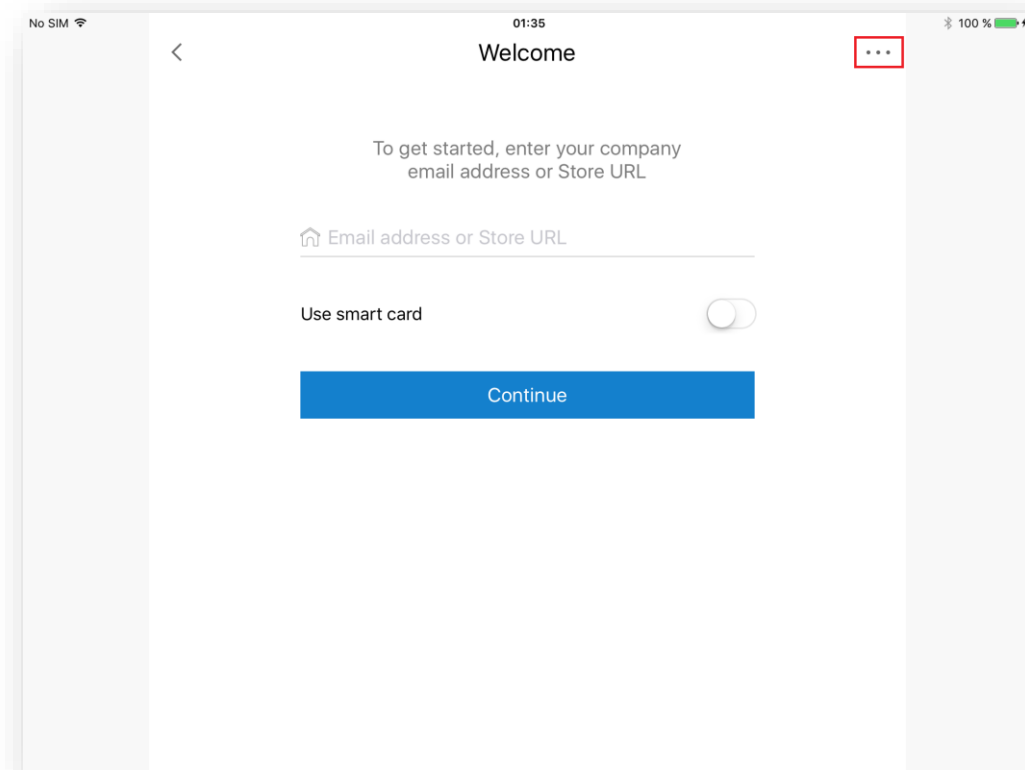 No SIM
01:35
100 %
Welcome
To get started, enter your company
email address or Store URL
Email address or Store URL
Use smart card
Continue